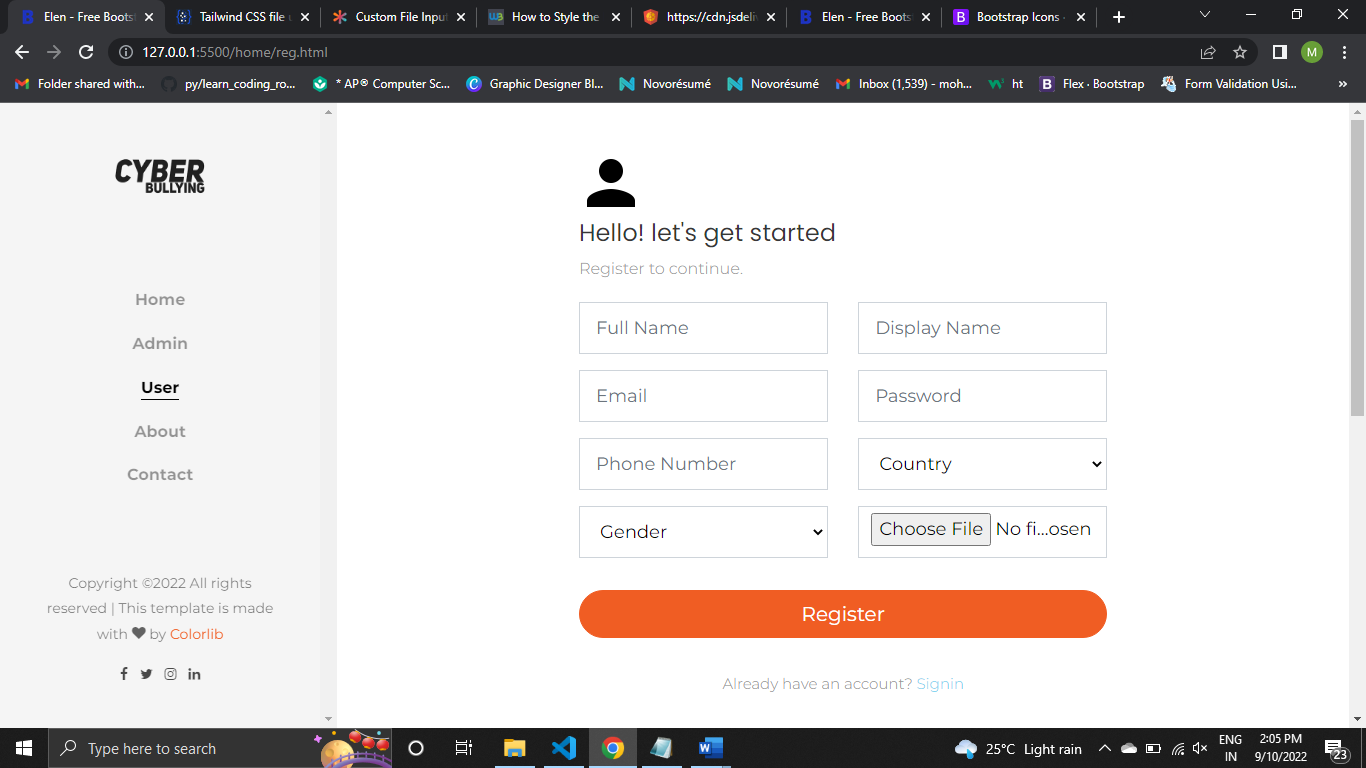 Elen - Free Boots
Tailwind CSS file u
Custom File Input
How to Style the
https://cdn.jsdeliv
Elen - Free Boots
Bootstrap Icons ·
127.0.0.1:5500/home/reg.html
M
Folder shared with...
py/learn_coding_ro...
* AP® Computer Sc...
Graphic Designer Bl...
Novorésumé
Novorésumé
Inbox (1,539) - moh...
ht
Flex · Bootstrap
Form Validation Usi...
»
CYBER
BULLYING
Home
Admin
User
About
Contact
Copyright ©2022 All rights
reserved | This template is made
with ♥ by Colorlib
Hello! let's get started
Register to continue.
Full Name
Display Name
Email
Password
Phone Number
Country
Gender
Choose File No fi...osen
Register
Already have an account? Signin
Type here to search
25°C Light rain
ENG
IN
2:05 PM
9/10/2022
23